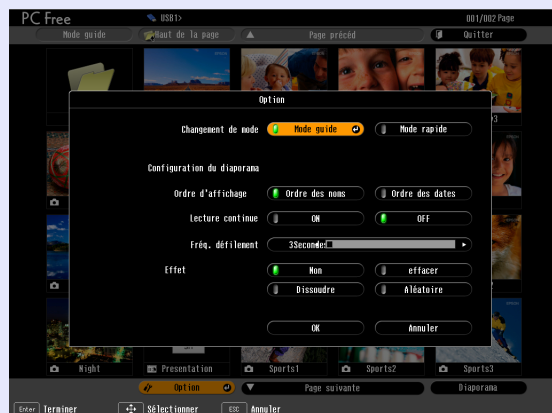 PC Free USB1> 001/002 Page
Mode guide Haut de la page Page précéd Quitter
Option
Changement de mode Mode guide Mode rapide
Configuration du diaporama
Ordre d'affichage Ordre des noms Ordre des dates
Lecture continue ON OFF
Fréq. défilement 3Secondes
Effet Non effacer
Dissoudre Aléatoire
OK Annuler
Night Presentation Sports1 Sports2 Sports3
Option Page suivante Diaporama
Enter Terminer Sélectionner ESC Annuler